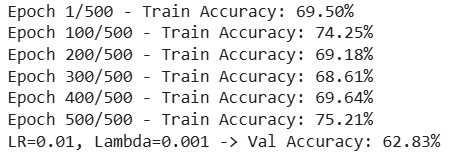 Epoch 1/500 - Train Accuracy: 69.50%
Epoch 100/500 - Train Accuracy: 74.25%
Epoch 200/500 - Train Accuracy: 69.18%
Epoch 300/500 - Train Accuracy: 68.61%
Epoch 400/500 - Train Accuracy: 69.64%
Epoch 500/500 - Train Accuracy: 75.21%
LR=0.01, Lambda=0.001 -> Val Accuracy: 62.83%